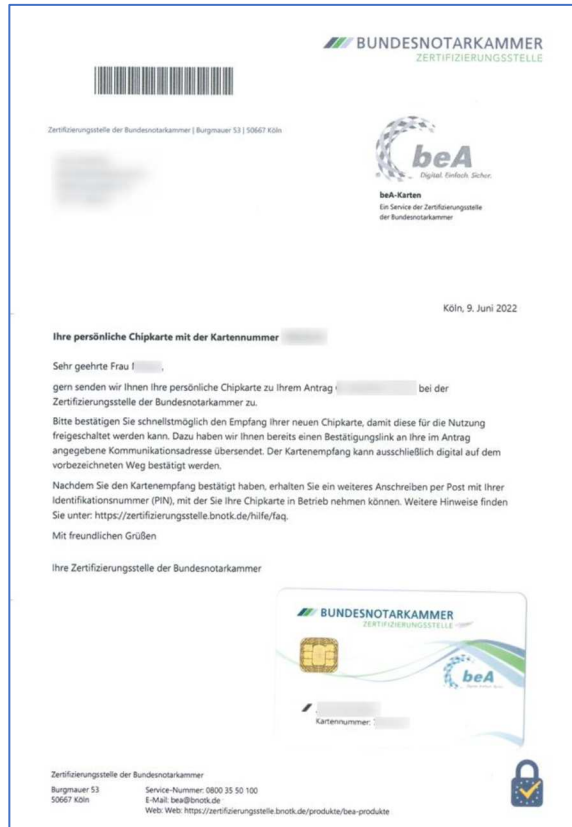 BUNDESNOTARKAMMER
ZERTIFIZIERUNGSSTELLE
Zertifizierungsstelle der Bundesnotarkammer | Burgmauer 53 | 50667 Köln
beA
Digital. Einfach. Sicher.
beA-Karten
Ein Service der Zertifizierungsstelle
der Bundesnotarkammer
Köln, 9. Juni 2022
Ihre persönliche Chipkarte mit der Kartennummer
Sehr geehrte Frau
gern senden wir Ihnen Ihre persönliche Chipkarte zu Ihrem Antrag bei der
Zertifizierungsstelle der Bundesnotarkammer zu.
Bitte bestätigen Sie schnellstmöglich den Empfang Ihrer neuen Chipkarte, damit diese für die Nutzung
freigeschaltet werden kann. Dazu haben wir Ihnen bereits einen Bestätigungslink an Ihre im Antrag
angegebene Kommunikationsadresse übersendet. Der Kartenempfang kann ausschließlich digital auf dem
vorbezeichneten Weg bestätigt werden.
Nachdem Sie den Kartenempfang bestätigt haben, erhalten Sie ein weiteres Anschreiben per Post mit Ihrer
Identifikationsnummer (PIN), mit der Sie Ihre Chipkarte in Betrieb nehmen können. Weitere Hinweise finden
Sie unter: https://zertifizierungsstelle.bnotk.de/hilfe/faq.
Mit freundlichen Grüßen
Ihre Zertifizierungsstelle der Bundesnotarkammer
BUNDESNOTARKAMMER
ZERTIFIZIERUNGSSTELLE
beA
Kartennummer:
Zertifizierungsstelle der Bundesnotarkammer
Burgmauer 53
50667 Köln
Service-Nummer: 0800 35 50 100
E-Mail: bea@bnotk.de
Web: Web: https://zertifizierungsstelle.bnotk.de/produkte/bea-produkte